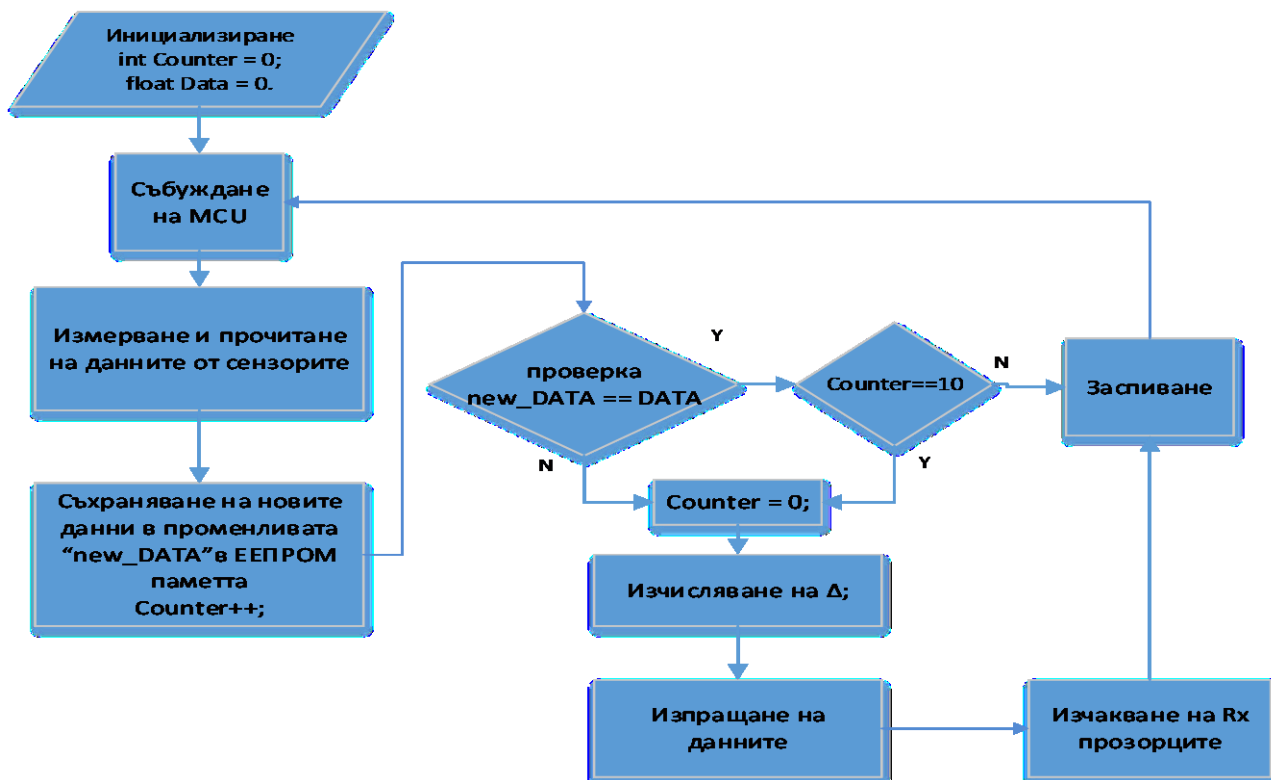 Инициализиране
int Counter = 0;
float Data = 0.
Събуждане
на MCU
Измерване и прочитане
на данните от сензорите
Съхраняване на новите
данни в променливата
“new_DATA”в ЕЕПРОМ
паметта
Counter++;
проверка
new_DATA == DATA
Y
N
Counter==10
N
Y
Заспиване
Counter = 0;
Изчисляване на Δ;
Изпращане на
данните
Изчакване на Rx
прозорците